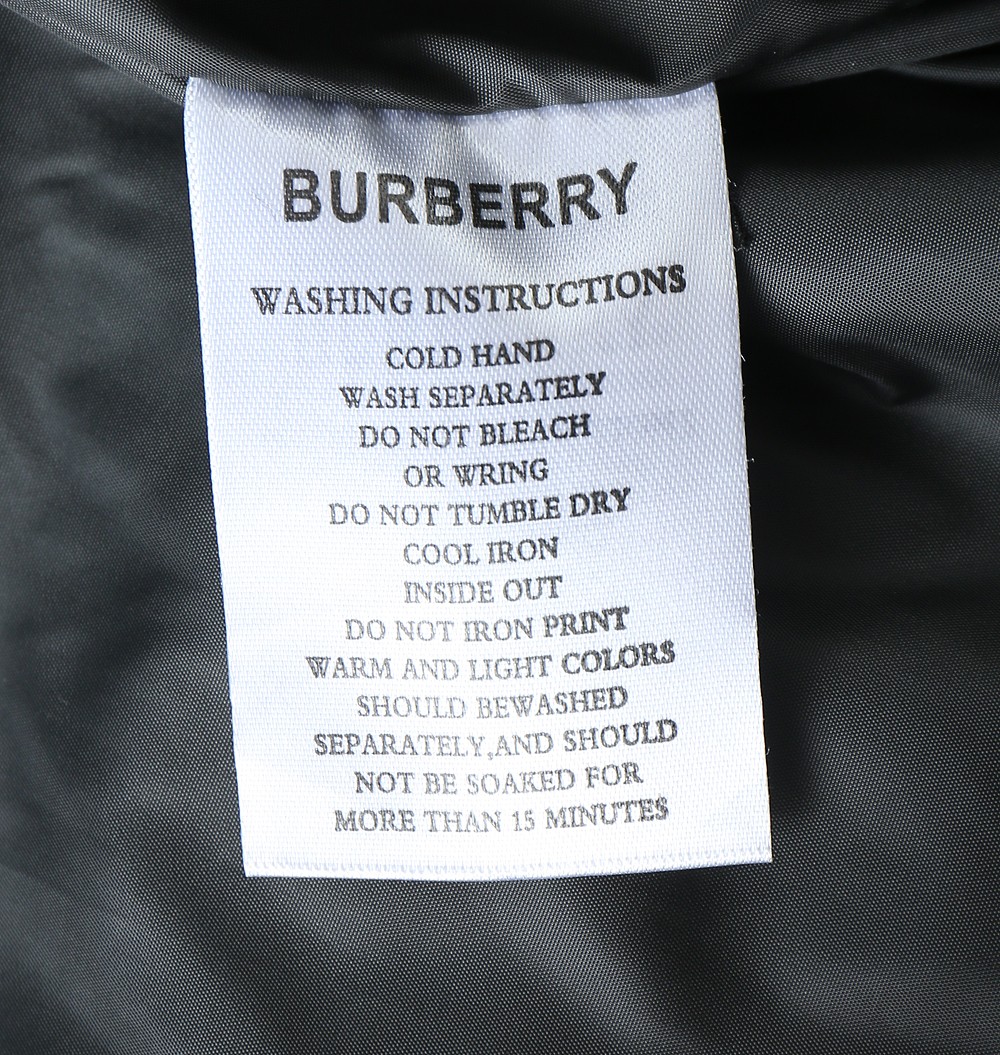 BURBERRY
WASHING INSTRUCTIONS
COLD HAND
WASH SEPARATELY
DO NOT BLEACH
OR WRING
DO NOT TUMBLE DRY
COOL IRON
INSIDE OUT
DO NOT IRON PRINT
WARM AND LIGHT COLORS
SHOULD BEWASHED
SEPARATELY,AND SHOULD
NOT BE SOAKED FOR
MORE THAN 15 MINUTES